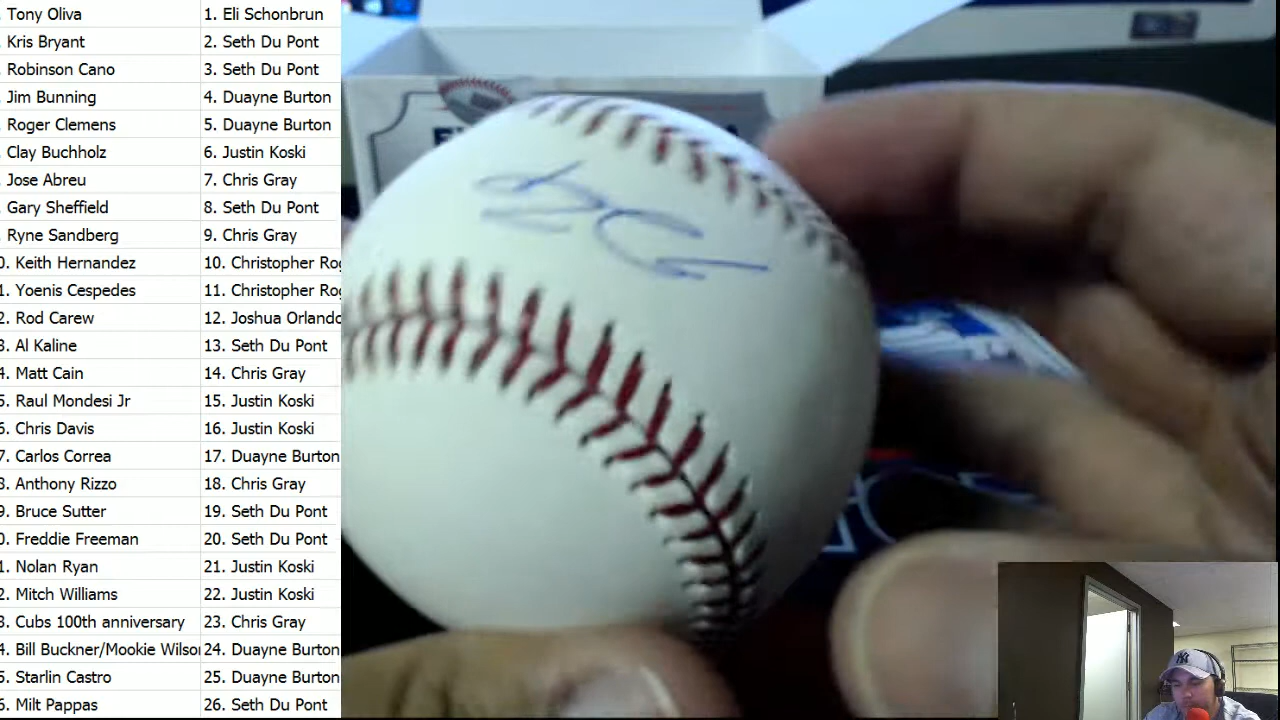 Tony Oliva 1. Eli Schonbrun
Kris Bryant 2. Seth Du Pont
Robinson Cano 3. Seth Du Pont
Jim Bunning 4. Duayne Burton
Roger Clemens 5. Duayne Burton
Clay Buchholz 6. Justin Koski
Jose Abreu 7. Chris Gray
Gary Sheffield 8. Seth Du Pont
Ryne Sandberg 9. Chris Gray
0. Keith Hernandez 10. Christopher Rog
1. Yoenis Cespedes 11. Christopher Rog
2. Rod Carew 12. Joshua Orlando
3. Al Kaline 13. Seth Du Pont
4. Matt Cain 14. Chris Gray
5. Raul Mondesi Jr 15. Justin Koski
6. Chris Davis 16. Justin Koski
7. Carlos Correa 17. Duayne Burton
8. Anthony Rizzo 18. Chris Gray
9. Bruce Sutter 19. Seth Du Pont
0. Freddie Freeman 20. Seth Du Pont
1. Nolan Ryan 21. Justin Koski
2. Mitch Williams 22. Justin Koski
3. Cubs 100th anniversary 23. Chris Gray
4. Bill Buckner/Mookie Wilso 24. Duayne Burton
5. Starlin Castro 25. Duayne Burton
6. Milt Pappas 26. Seth Du Pont